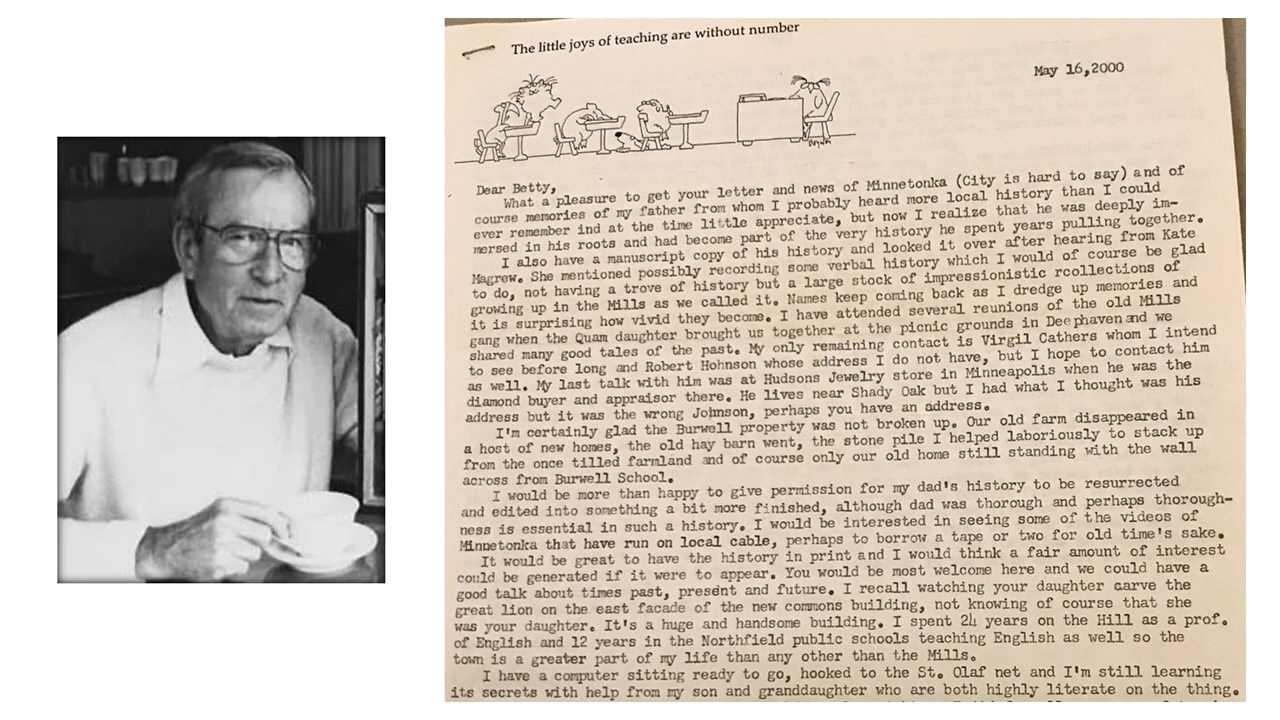 The little joys of teaching are without number
May 16,2000
Dear Betty,
What a pleasure to get your letter and news of Minnetonka (City is hard to say) and of
course memories of my father from whom I probably heard more local history than I could
ever remember ind at the time little appreciate, but now I realize that he was deeply im-
mersed in his roots and had become part of the very history he spent years pulling together.
I also have a manuscript copy of his history and looked it over after hearing from Kate
Magrew. She mentioned possibly recording some verbal history which I would of course be glad
to do, not having a trove of history but a large stock of impressionistic rcollections of
growing up in the Mills as we called it. Names keep coming back as I dredge up memories and
it is surprising how vivid they become. I have attended several reunions of the old Mills
gang when the Quam daughter brought us together at the picnic grounds in Deephaven and we
shared many good tales of the past. My only remaining contact is Virgil Cathers whom I intend
to see before long and Robert Hohnson whose address I do not have, but I hope to contact him
as well. My last talk with him was at Hudsons Jewelry store in Minneapolis when he was the
diamond buyer and appraisor there. He lives near Shady Oak but I had what I thought was his
address but it was the wrong Johnson, perhaps you have an address.
I'm certainly glad the Burwell property was not broken up. Our old farm disappeared in
a host of new homes, the old hay barn went, the stone pile I helped laboriously to stack up
from the once tilled farmland and of course only our old home still standing with the wall
across from Burwell School.
I would be more than happy to give permission for my dad's history to be resurrected
and edited into something a bit more finished, although dad was thorough and perhaps thorough-
ness is essential in such a history. I would be interested in seeing some of the videos of
Minnetonka that have run on local cable, perhaps to borrow a tape or two for old time's sake.
It would be great to have the history in print and I would think a fair amount of interest
could be generated if it were to appear. You would be most welcome here and we could have a
good talk about times past, present and future. I recall watching your daughter carve the
great lion on the east facade of the new commons building, not knowing of course that she
was your daughter. It's a huge and handsome building. I spent 24 years on the Hill as a prof.
of English and 12 years in the Northfield public schools teaching English as well so the
town is a greater part of my life than any other than the Mills.
I have a computer sitting ready to go, hooked to the St. Olaf net and I'm still learning
its secrets with help from my son and granddaughter who are both highly literate on the thing.